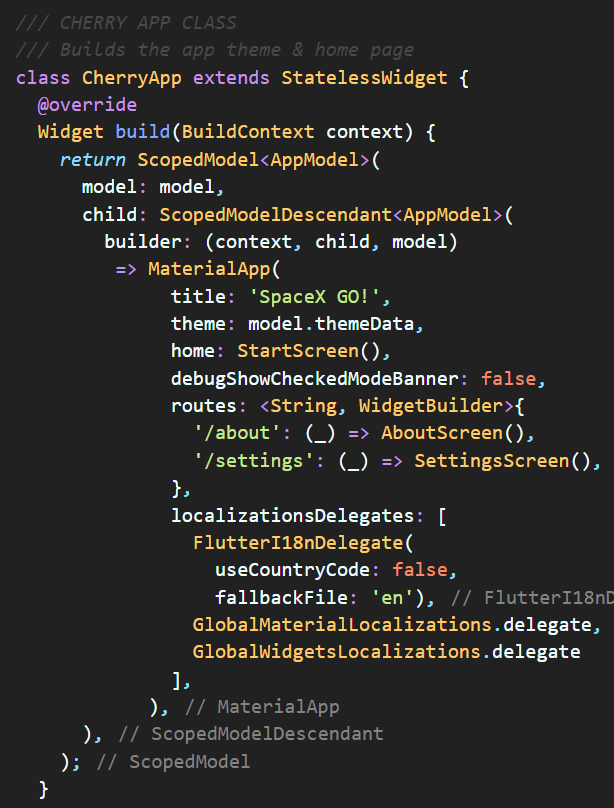 /// CHERRY APP CLASS
/// Builds the app theme & home page
class CherryApp extends StatelessWidget {
  @override
  Widget build(BuildContext context) {
    return ScopedModel<AppModel>(
      model: model,
      child: ScopedModelDescendant<AppModel>(
        builder: (context, child, model)
         => MaterialApp(
              title: 'SpaceX GO!',
              theme: model.themeData,
              home: StartScreen(),
              debugShowCheckedModeBanner: false,
              routes: <String, WidgetBuilder>{
                '/about': (_) => AboutScreen(),
                '/settings': (_) => SettingsScreen(),
              },
              localizationsDelegates: [
                FlutterI18nDelegate(
                  useCountryCode: false,
                  fallbackFile: 'en'), // FlutterI18nD
                GlobalMaterialLocalizations.delegate,
                GlobalWidgetsLocalizations.delegate
              ],
            ), // MaterialApp
      ), // ScopedModelDescendant
    ); // ScopedModel
  }